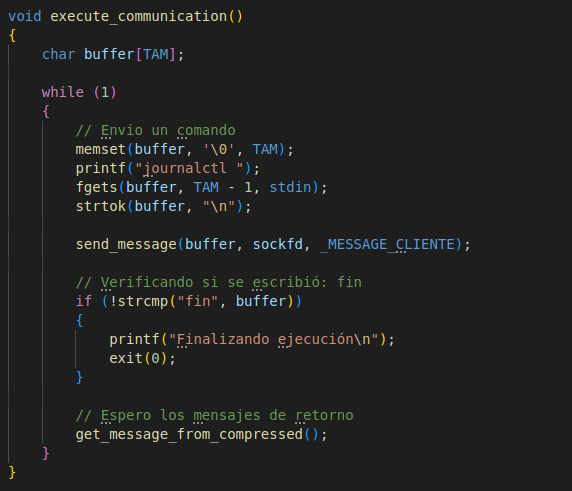 void execute_communication()
{
    char buffer[TAM];

    while (1)
    {
        // Envio un comando
        memset(buffer, '\0', TAM);
        printf("journalctl ");
        fgets(buffer, TAM - 1, stdin);
        strtok(buffer, "\n");

        send_message(buffer, sockfd, _MESSAGE_CLIENTE);

        // Verificando si se escribió: fin
        if (!strcmp("fin", buffer))
        {
            printf("Finalizando ejecución\n");
            exit(0);
        }

        // Espero los mensajes de retorno
        get_message_from_compressed();
    }
}